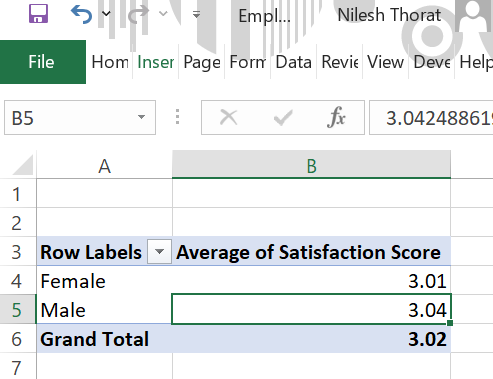 Empl... Nilesh Thorat
File Hom Inser Page Form Data Revie View Deve Help
B5 fx 3.04248861
A B
1
2
3 Row Labels Average of Satisfaction Score
4 Female 3.01
5 Male 3.04
6 Grand Total 3.02
7